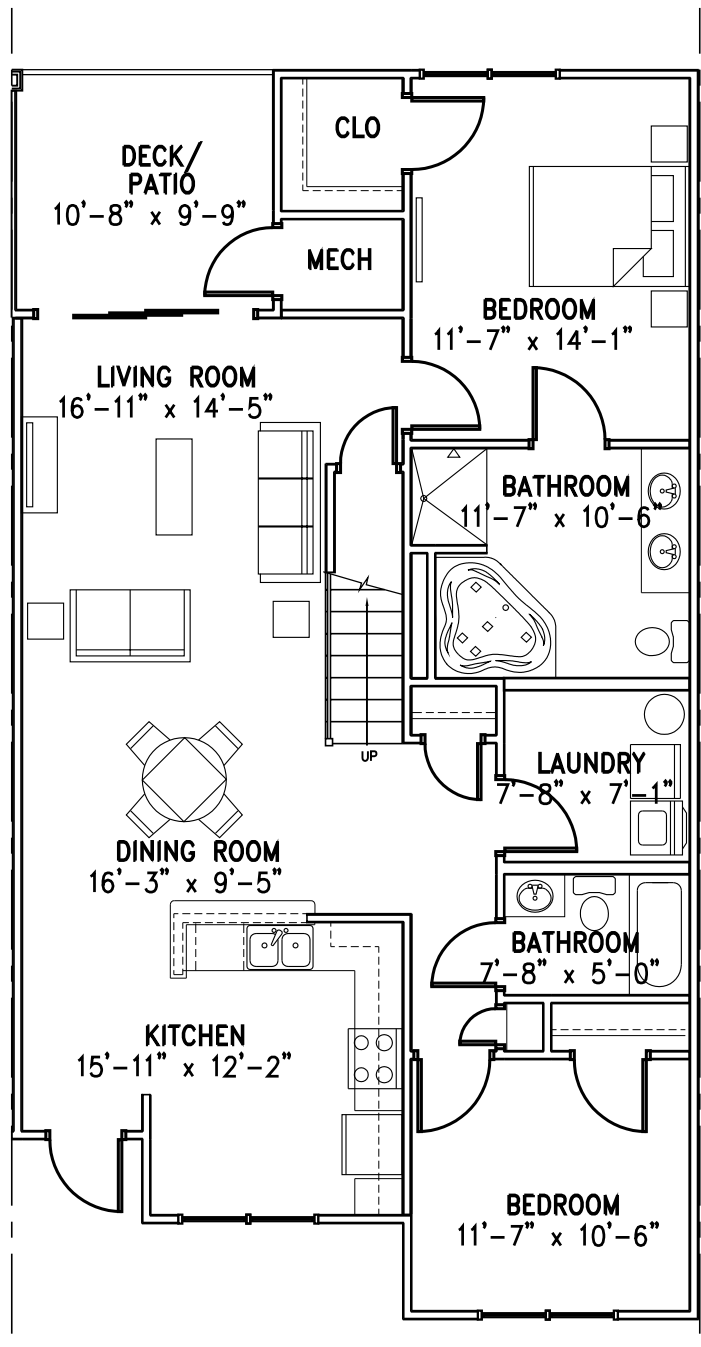 CLO
DECK/
PATIO
10'-8" x 9'-9"
MECH
BEDROOM
11'-7" x 14'-1"
LIVING ROOM
16'-11" x 14'-5"
BATHROOM
11'-7" x 10'-6"
UP
LAUNDRY
7'-8" x 7'-1"
DINING ROOM
16'-3" x 9'-5"
BATHROOM
7'-8" x 5'-0"
KITCHEN
15'-11" x 12'-2"
BEDROOM
11'-7" x 10'-6"